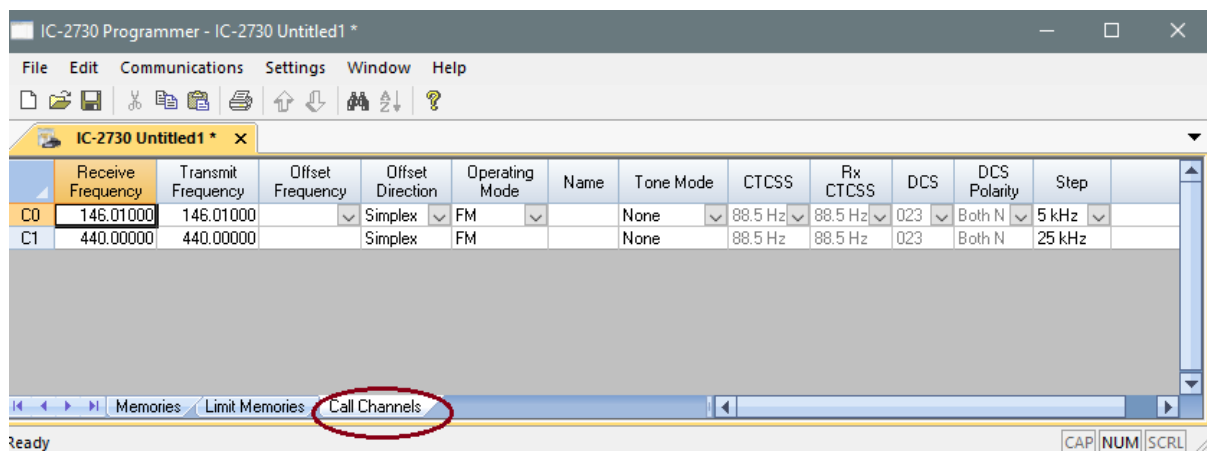 IC-2730 Programmer - IC-2730 Untitled1 *
File Edit Communications Settings Window Help
IC-2730 Untitled1 *
Receive Frequency Transmit Frequency Offset Frequency Offset Direction Operating Mode Name Tone Mode CTCSS Rx CTCSS DCS DCS Polarity Step
C0 146.01000 146.01000 Simplex FM None 88.5 Hz 88.5 Hz 023 Both N 5 kHz
C1 440.00000 440.00000 Simplex FM None 88.5 Hz 88.5 Hz 023 Both N 25 kHz
Memories Limit Memories Call Channels
Ready CAP NUM SCRL